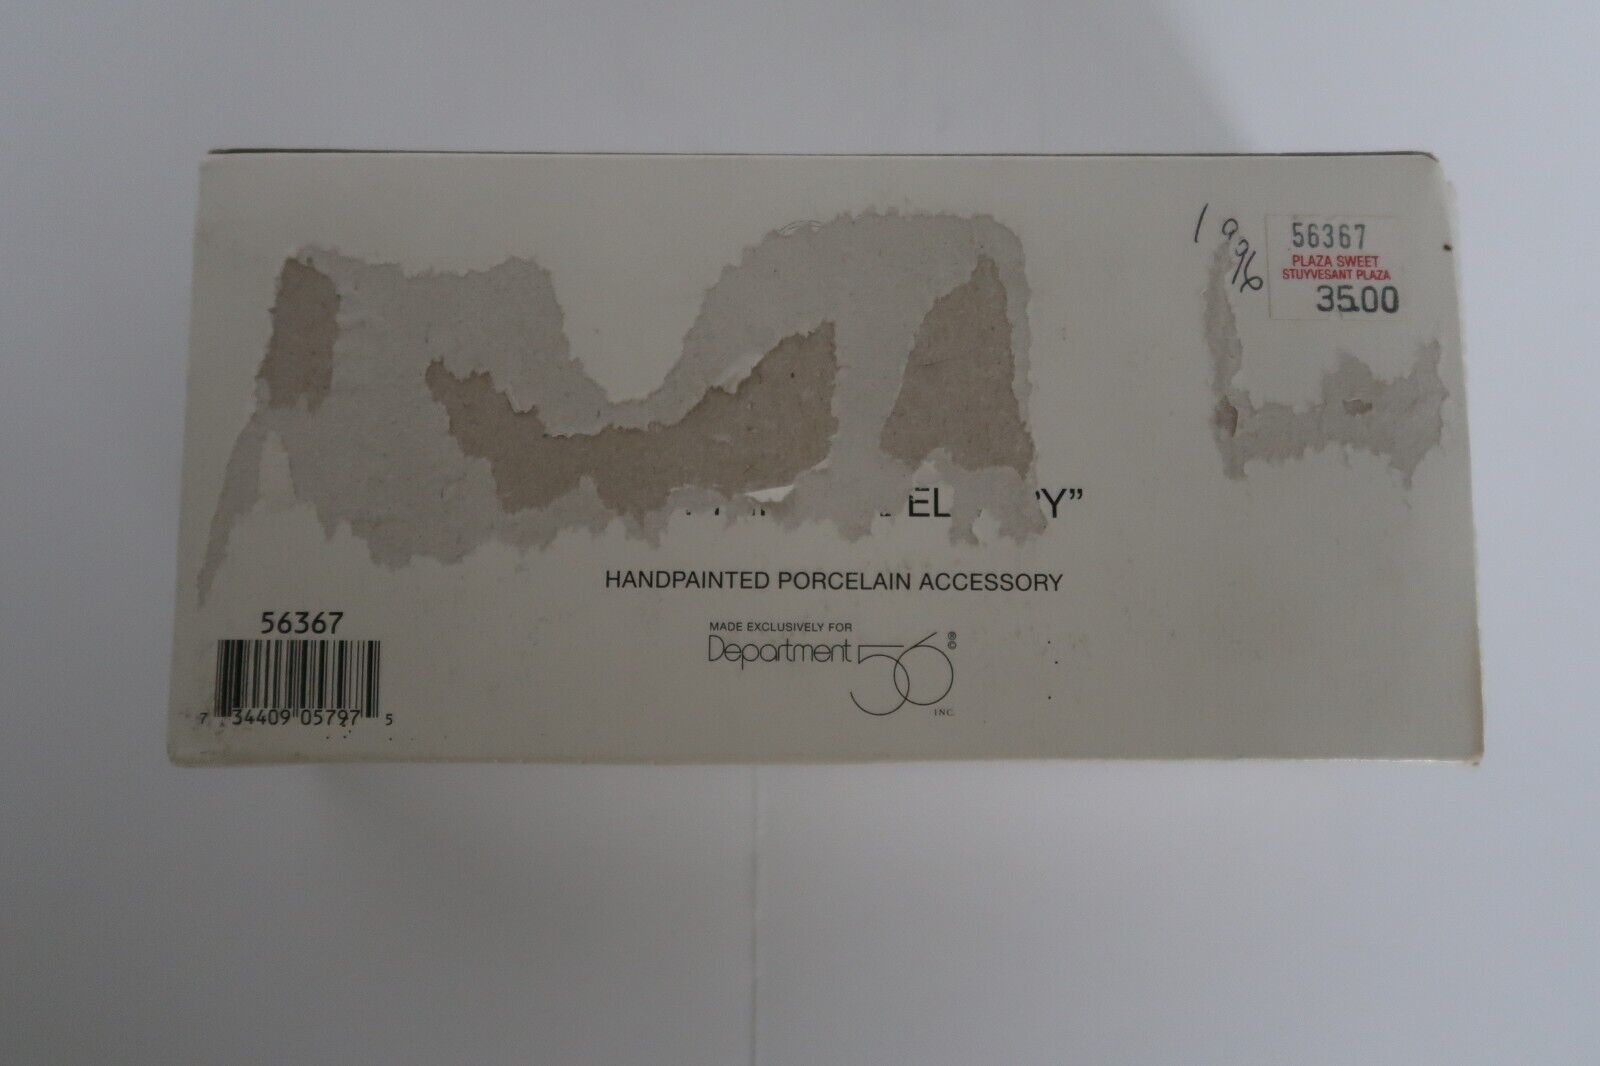 1996
56367
PLAZA SWEET
STUYVESANT PLAZA
35.00
HANDPAINTED PORCELAIN ACCESSORY
MADE EXCLUSIVELY FOR
Department 56 ® ©
INC.
56367
7 34409 05797 5